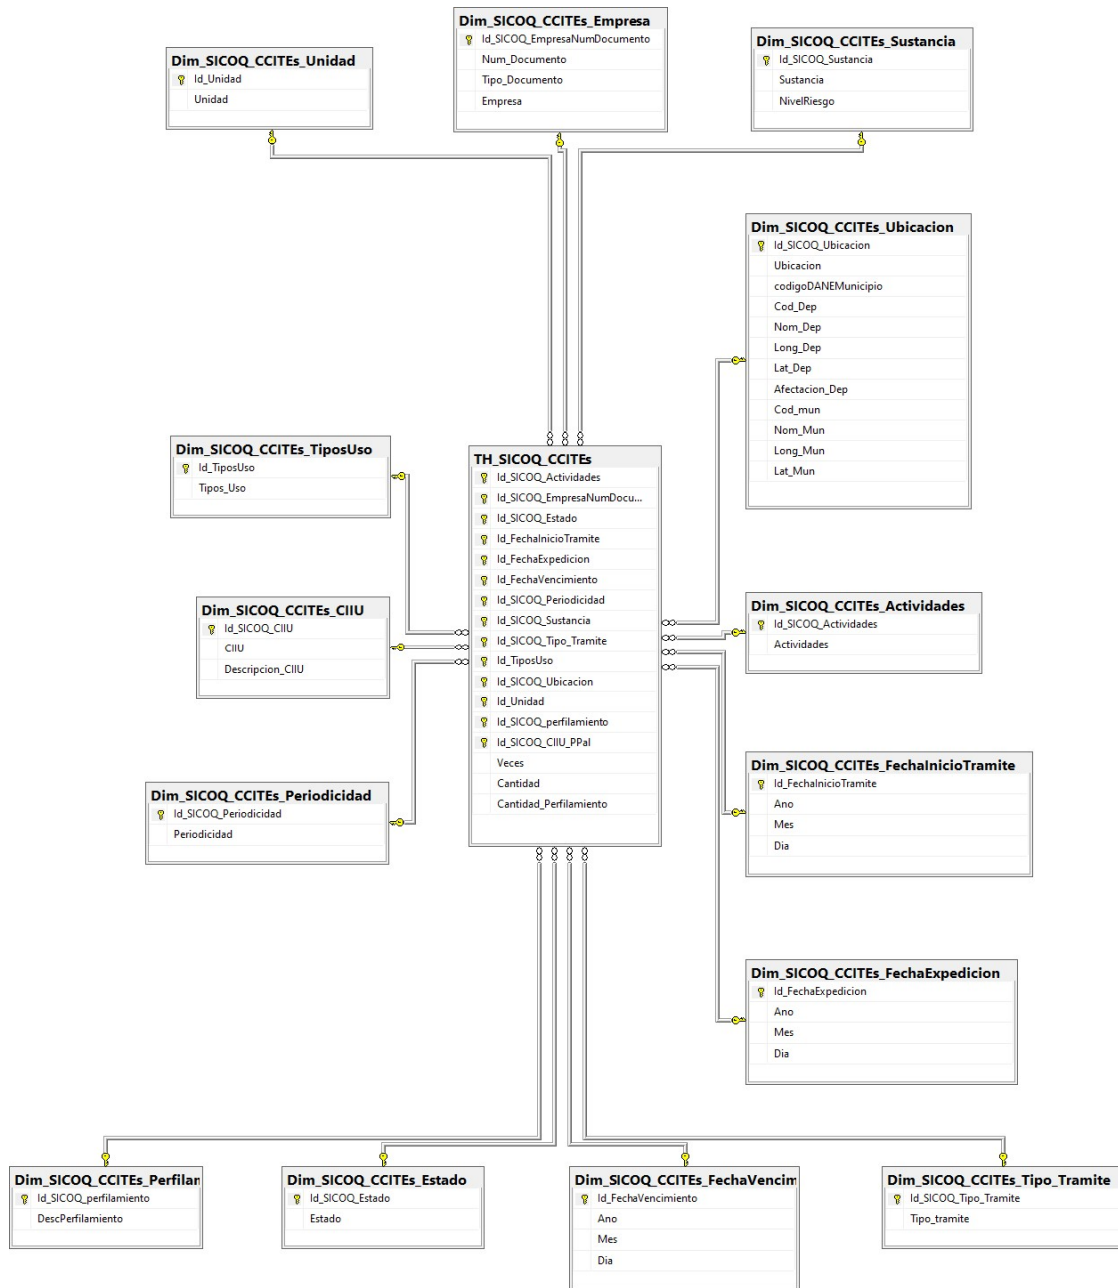 Dim_SICOQ_CCITEs_Unidad
Id_Unidad
Unidad
Dim_SICOQ_CCITEs_Empresa
Id_SICOQ_EmpresaNumDocumento
Num_Documento
Tipo_Documento
Empresa
Dim_SICOQ_CCITEs_Sustancia
Id_SICOQ_Sustancia
Sustancia
NivelRiesgo
Dim_SICOQ_CCITEs_Ubicacion
Id_SICOQ_Ubicacion
Ubicacion
codigoDANEMunicipio
Cod_Dep
Nom_Dep
Long_Dep
Lat_Dep
Afectacion_Dep
Cod_mun
Nom_Mun
Long_Mun
Lat_Mun
Dim_SICOQ_CCITEs_TiposUso
Id_TiposUso
Tipos_Uso
TH_SICOQ_CCITEs
Id_SICOQ_Actividades
Id_SICOQ_EmpresaNumDocu...
Id_SICOQ_Estado
Id_FechaInicioTramite
Id_FechaExpedicion
Id_FechaVencimiento
Id_SICOQ_Periodicidad
Id_SICOQ_Sustancia
Id_SICOQ_Tipo_Tramite
Id_TiposUso
Id_SICOQ_Ubicacion
Id_Unidad
Id_SICOQ_perfilamiento
Id_SICOQ_CIIU_PPal
Veces
Cantidad
Cantidad_Perfilamiento
Dim_SICOQ_CCITEs_CIIU
Id_SICOQ_CIIU
CIIU
Descripcion_CIIU
Dim_SICOQ_CCITEs_Actividades
Id_SICOQ_Actividades
Actividades
Dim_SICOQ_CCITEs_Periodicidad
Id_SICOQ_Periodicidad
Periodicidad
Dim_SICOQ_CCITEs_FechaInicioTramite
Id_FechaInicioTramite
Ano
Mes
Dia
Dim_SICOQ_CCITEs_FechaExpedicion
Id_FechaExpedicion
Ano
Mes
Dia
Dim_SICOQ_CCITEs_Perfilan
Id_SICOQ_perfilamiento
DescPerfilamiento
Dim_SICOQ_CCITEs_Estado
Id_SICOQ_Estado
Estado
Dim_SICOQ_CCITEs_FechaVencim
Id_FechaVencimiento
Ano
Mes
Dia
Dim_SICOQ_CCITEs_Tipo_Tramite
Id_SICOQ_Tipo_Tramite
Tipo_tramite